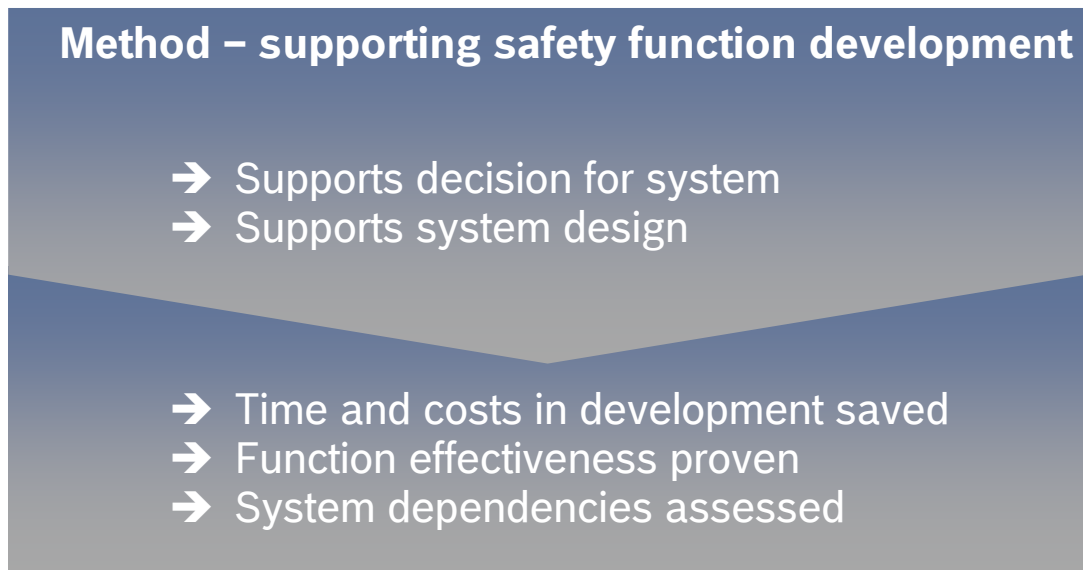 Method – supporting safety function development
➔ Supports decision for system
➔ Supports system design
➔ Time and costs in development saved
➔ Function effectiveness proven
➔ System dependencies assessed